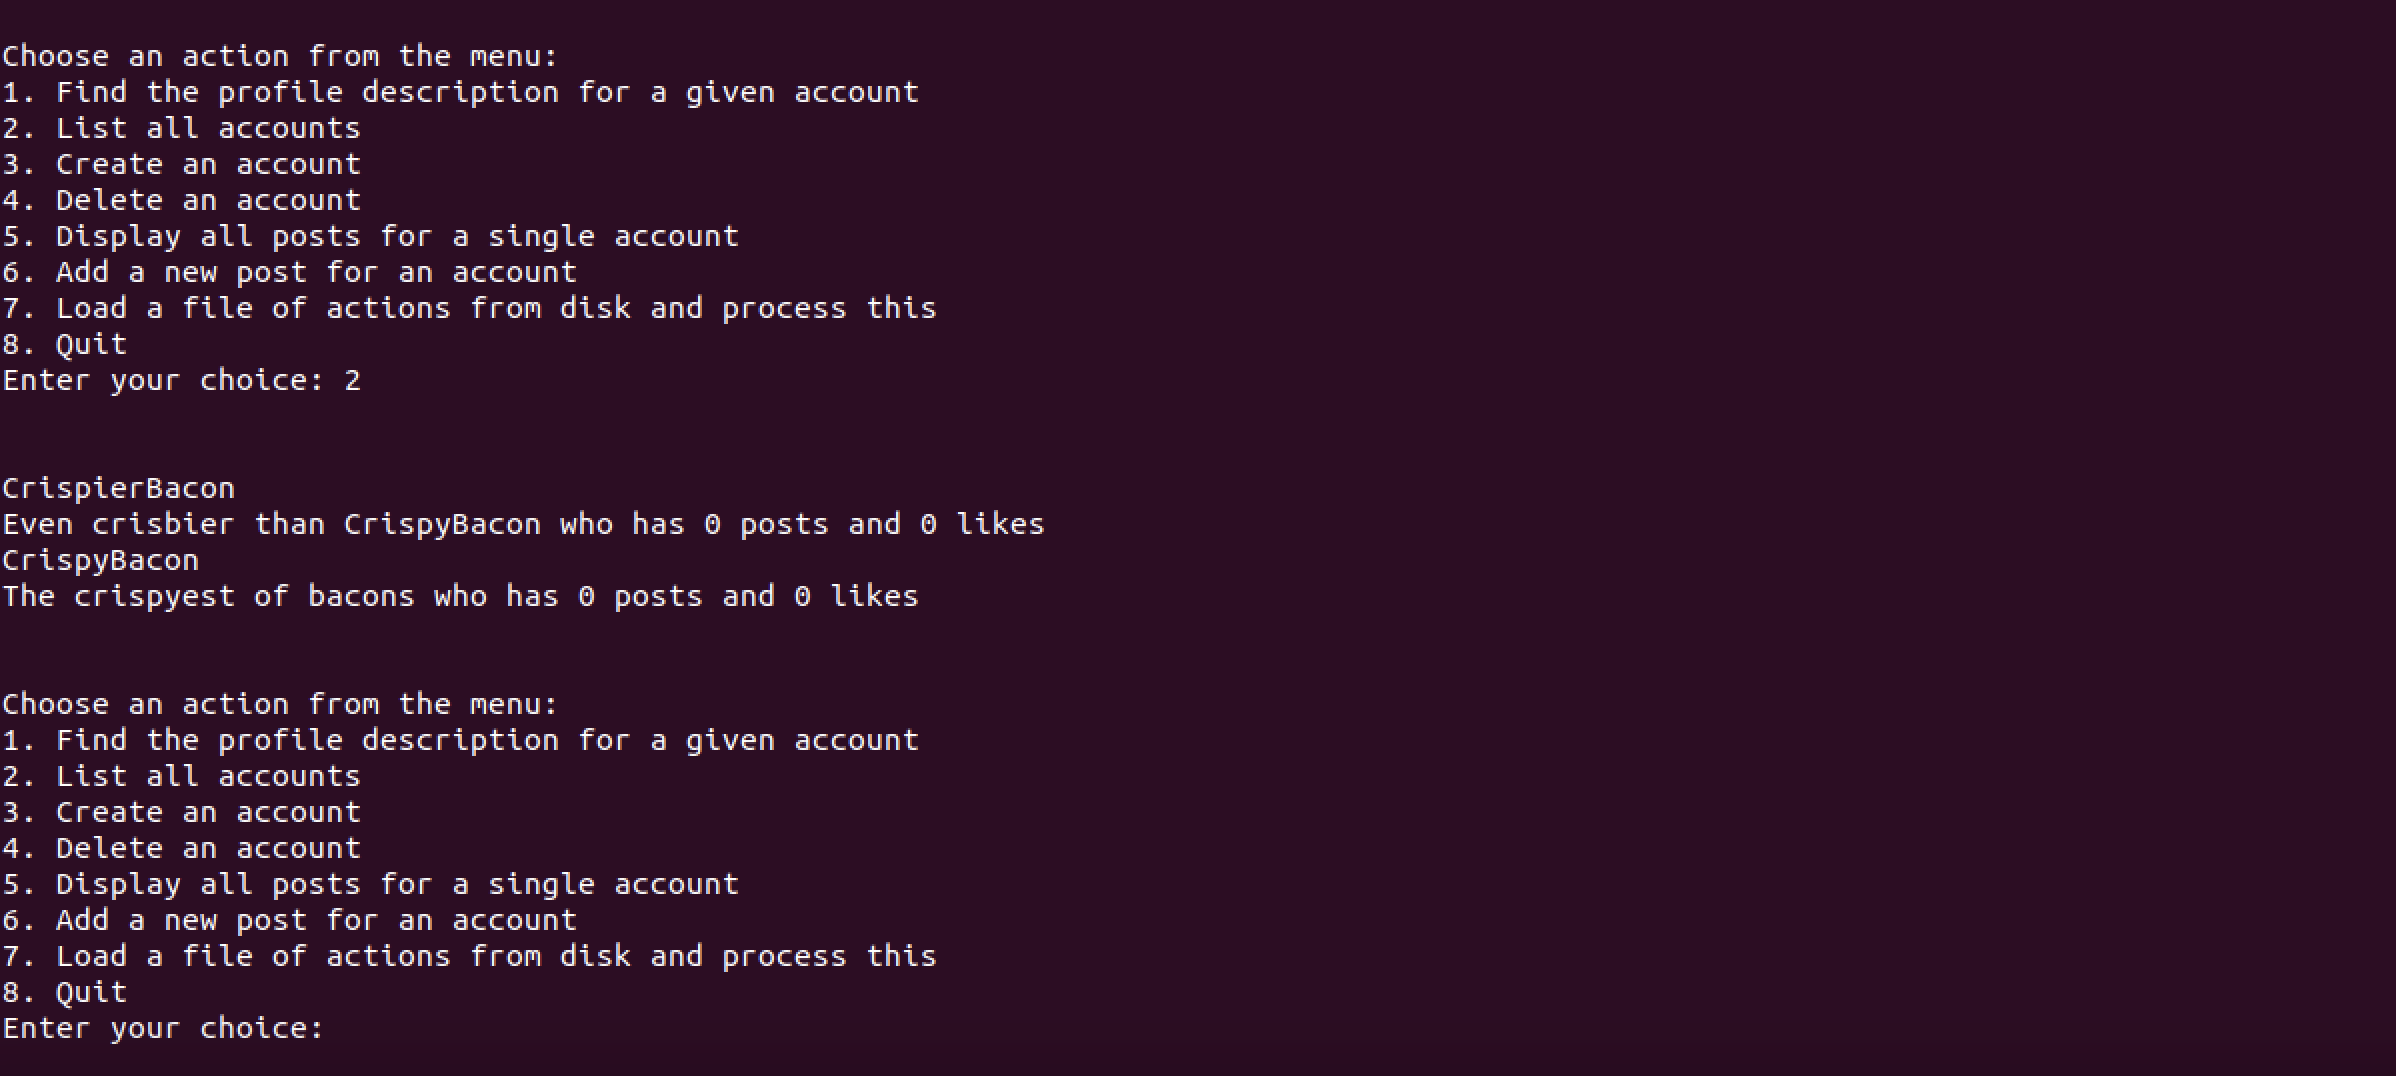 Choose an action from the menu:
1. Find the profile description for a given account
2. List all accounts
3. Create an account
4. Delete an account
5. Display all posts for a single account
6. Add a new post for an account
7. Load a file of actions from disk and process this
8. Quit
Enter your choice: 2
CrispierBacon
Even crisbier than CrispyBacon who has 0 posts and 0 likes
CrispyBacon
The crispyest of bacons who has 0 posts and 0 likes
Choose an action from the menu:
1. Find the profile description for a given account
2. List all accounts
3. Create an account
4. Delete an account
5. Display all posts for a single account
6. Add a new post for an account
7. Load a file of actions from disk and process this
8. Quit
Enter your choice: